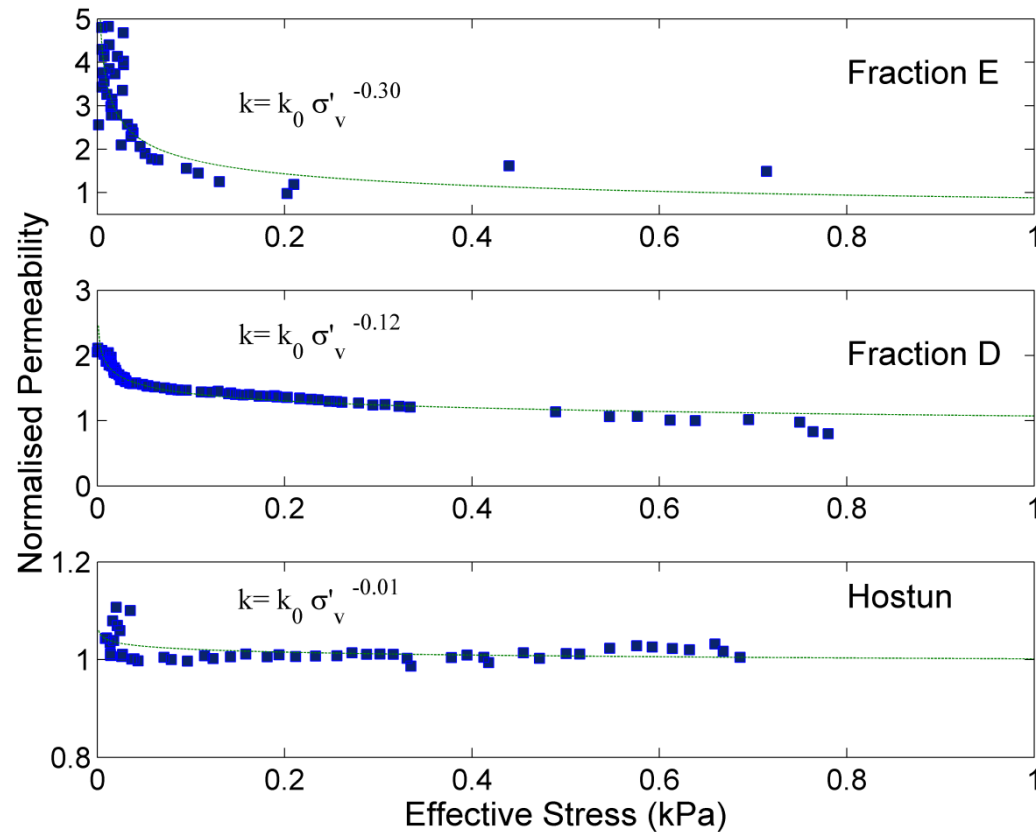 Normalised Permeability
5
4
3
2
1
k= k₀ σ'ᵥ ⁻⁰·³⁰
Fraction E
0 0.2 0.4 0.6 0.8 1
3
2
1
0
k= k₀ σ'ᵥ ⁻⁰·¹²
Fraction D
0 0.2 0.4 0.6 0.8 1
1.2
1
0.8
k= k₀ σ'ᵥ ⁻⁰·⁰¹
Hostun
0 0.2 0.4 0.6 0.8 1
Effective Stress (kPa)